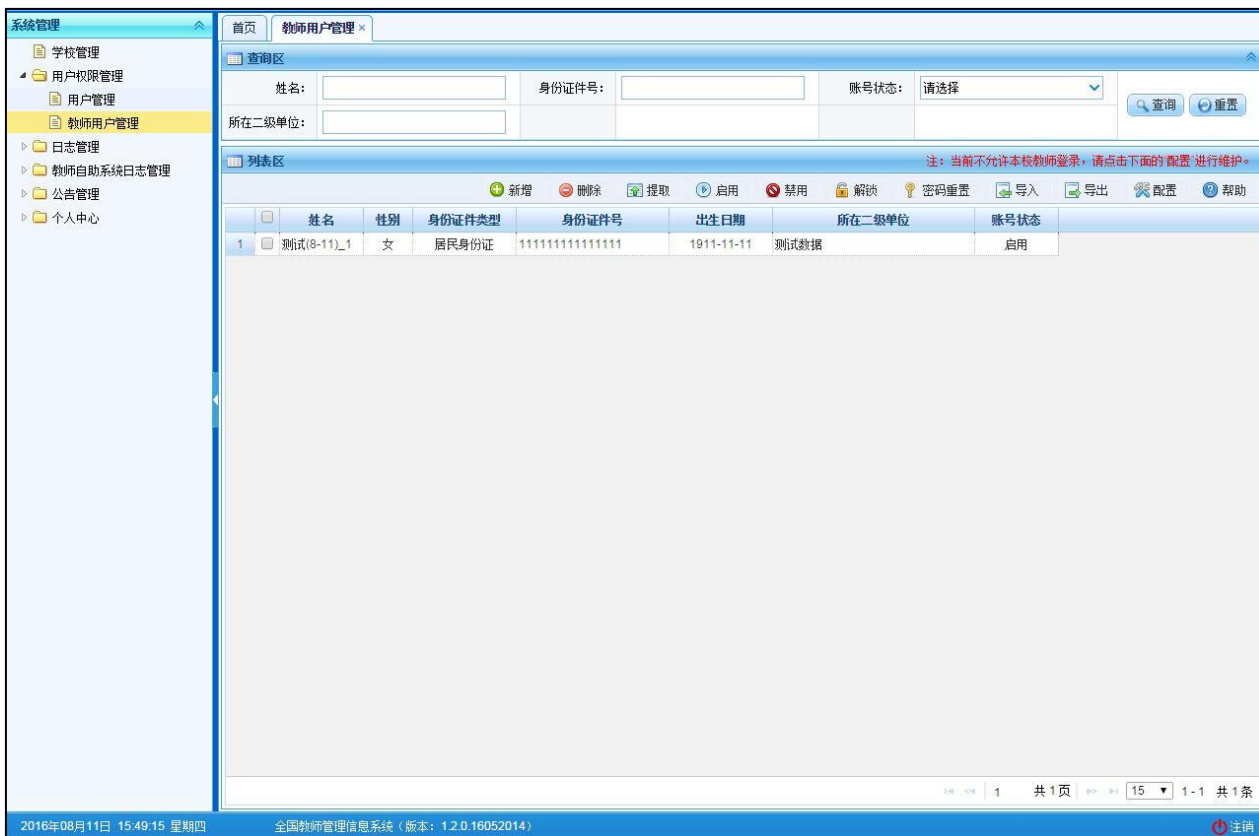 系统管理
首页 教师用户管理×
学校管理
用户权限管理
用户管理
教师用户管理
日志管理
教师自助系统日志管理
公告管理
个人中心
查询区
姓名： 身份证件号： 账号状态： 请选择
查询 重置
所在二级单位：
列表区 注：当前不允许本校教师登录，请点击下面的'配置'进行维护。
新增 删除 提取 启用 禁用 解锁 密码重置 导入 导出 配置 帮助
姓名 性别 身份证件类型 身份证件号 出生日期 所在二级单位 账号状态
1 测试(8-11)_1 女 居民身份证 111111111111111 1911-11-11 测试数据 启用
1 共1页 15 1-1 共1条
2016年08月11日 15:49:15 星期四 全国教师管理信息系统（版本：1.2.0.16052014） 注销